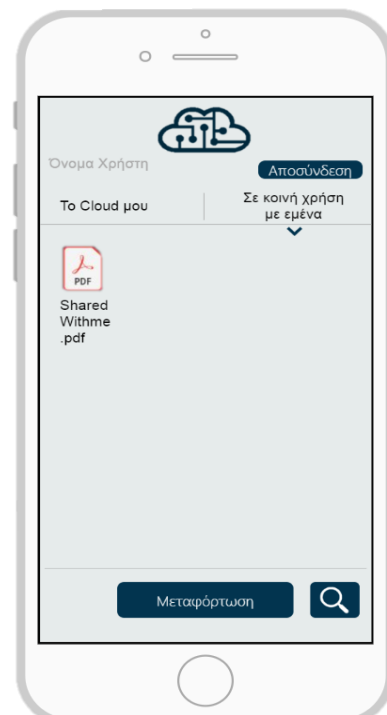 Όνομα Χρήστη
Αποσύνδεση
Το Cloud μου
Σε κοινή χρήση
με εμένα
PDF
Shared
Withme
.pdf
Μεταφόρτωση